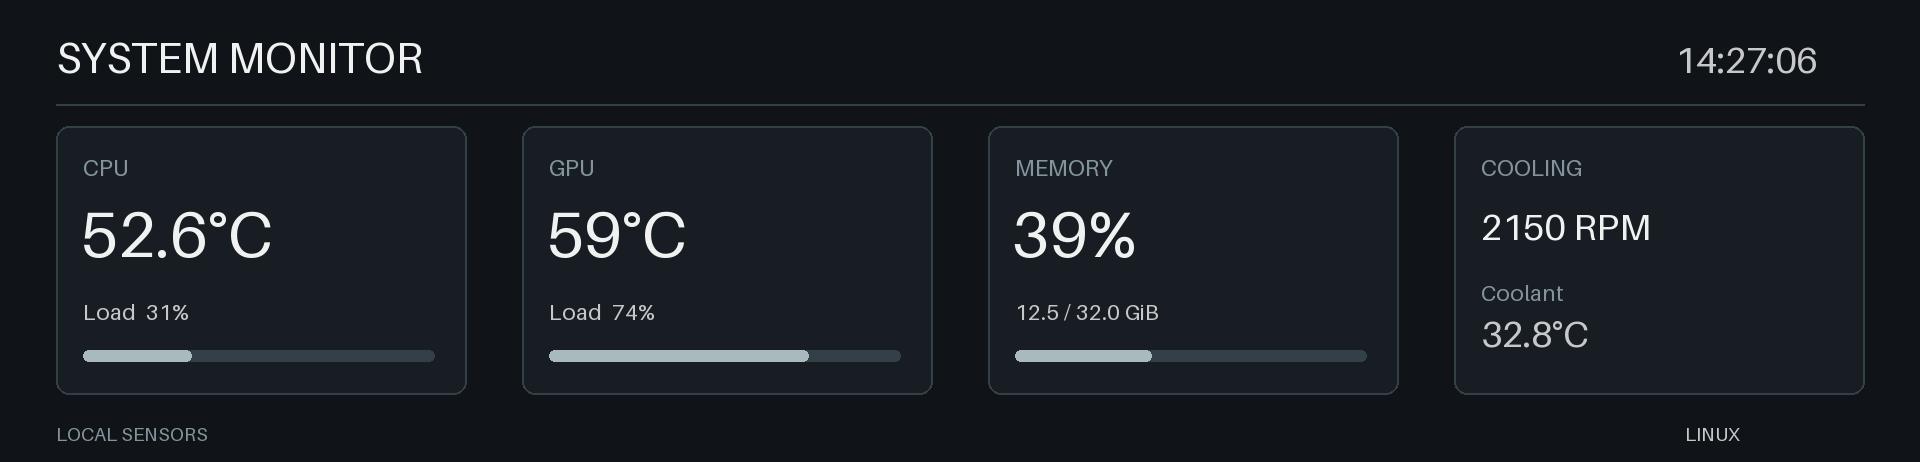 SYSTEM MONITOR
14:27:06
CPU
52.6°C
Load 31%
GPU
59°C
Load 74%
MEMORY
39%
12.5 / 32.0 GiB
COOLING
2150 RPM
Coolant
32.8°C
LOCAL SENSORS
LINUX